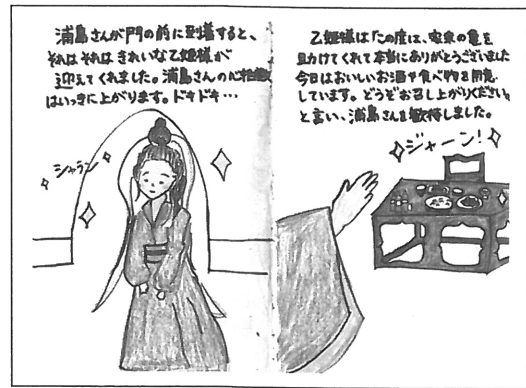 浦島さんが門の前に到着すると、
それはそれはきれいな乙姫様が
迎えてくれました。浦島さんの心拍数
はいっきに上がります。ドキドキ…
シャラン
乙姫様は「この度は、家来の亀を
助けてくれて本当にありがとうございました
今日はおいしいお酒や食べ物を用意
しています。どうぞお召し上がりください。
と言い、浦島さんを歓待しました。
ジャーン!